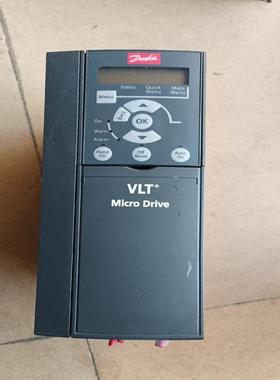 Danfoss
Status
Quick
Menu
Main
Menu
Menu
Back
OK
On
Warn.
Alarm
Hand
On
Off
Reset
Auto
On
VLT®
Micro Drive